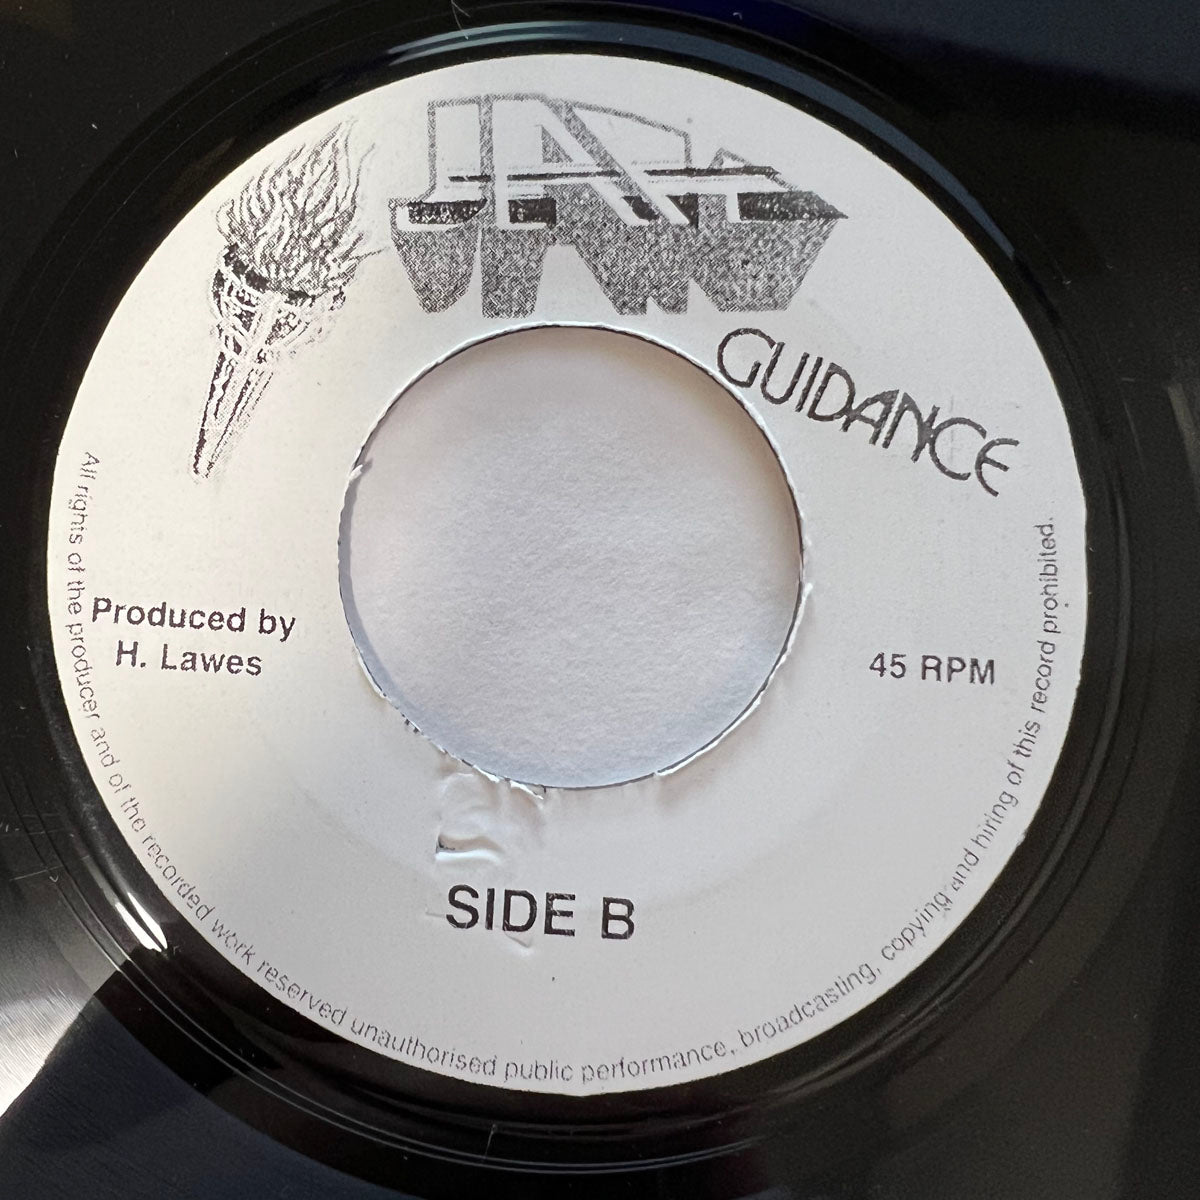 JAH
GUIDANCE
Produced by
H. Lawes
45 RPM
SIDE B
All rights of the producer and of the recorded work reserved unauthorised public performance, broadcasting, copying and hiring of this record prohibited.